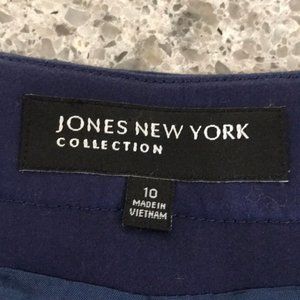 JONES NEW YORK
COLLECTION
10
MADE IN
VIETNAM